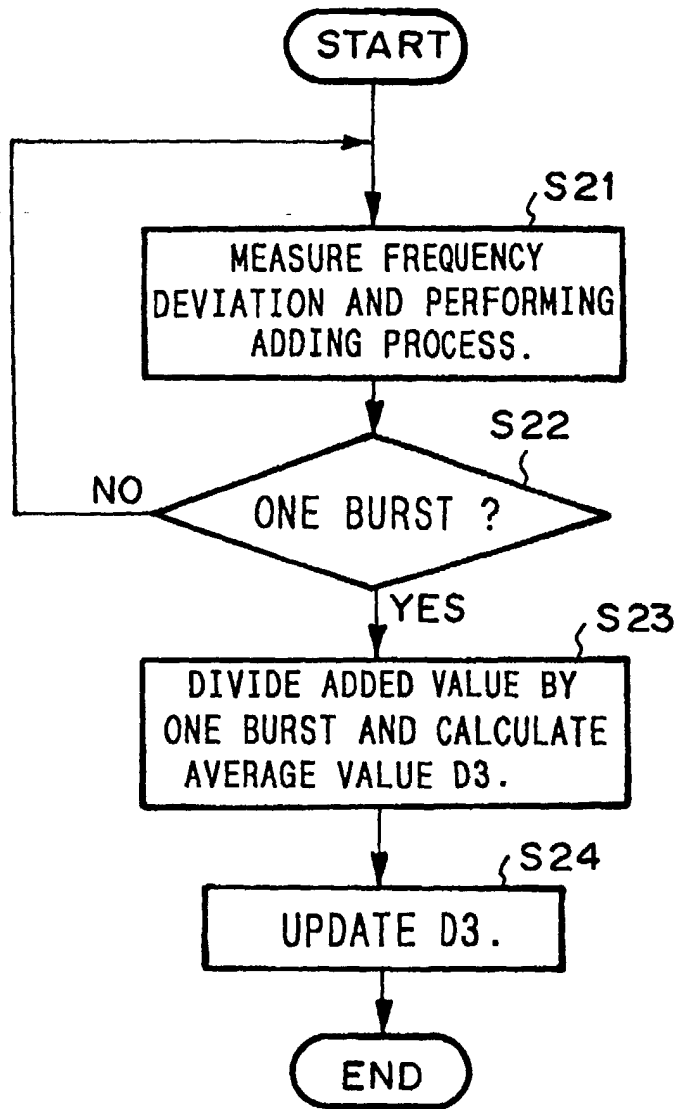 START
S21
MEASURE FREQUENCY
DEVIATION AND PERFORMING
ADDING PROCESS.
S22
NO
ONE BURST ?
YES
S23
DIVIDE ADDED VALUE BY
ONE BURST AND CALCULATE
AVERAGE VALUE D3.
S24
UPDATE D3.
END